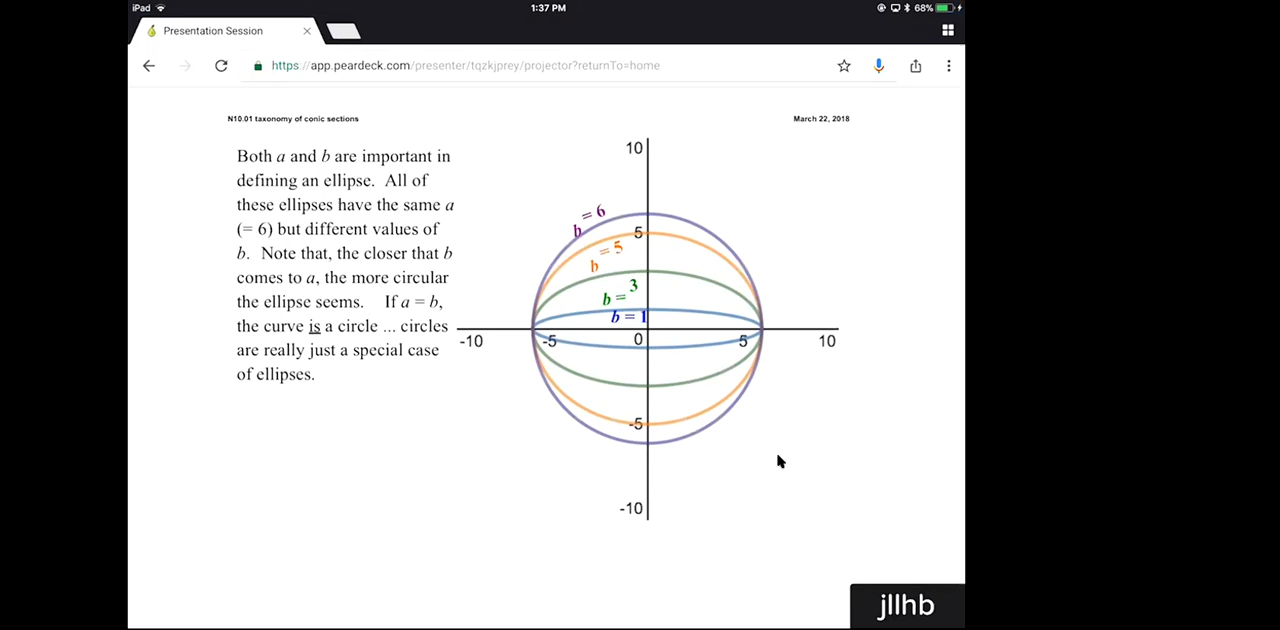 iPad 1:37 PM 68%
Presentation Session
https://app.peardeck.com/presenter/tqzkjprey/projector?returnTo=home
N10.01 taxonomy of conic sections March 22, 2018
Both a and b are important in
defining an ellipse. All of
these ellipses have the same a
(= 6) but different values of
b. Note that, the closer that b
comes to a, the more circular
the ellipse seems. If a = b,
the curve is a circle ... circles
are really just a special case
of ellipses.
10
b = 6
5
b = 5
b = 3
b = 1
-10 -5 0 5 10
-5
-10
jllhb